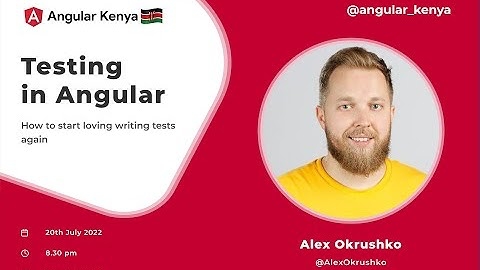 Angular Kenya
@angular_kenya
Testing
in Angular
How to start loving writing tests
again
20th July 2022
8.30 pm
Alex Okrushko
@AlexOkrushko